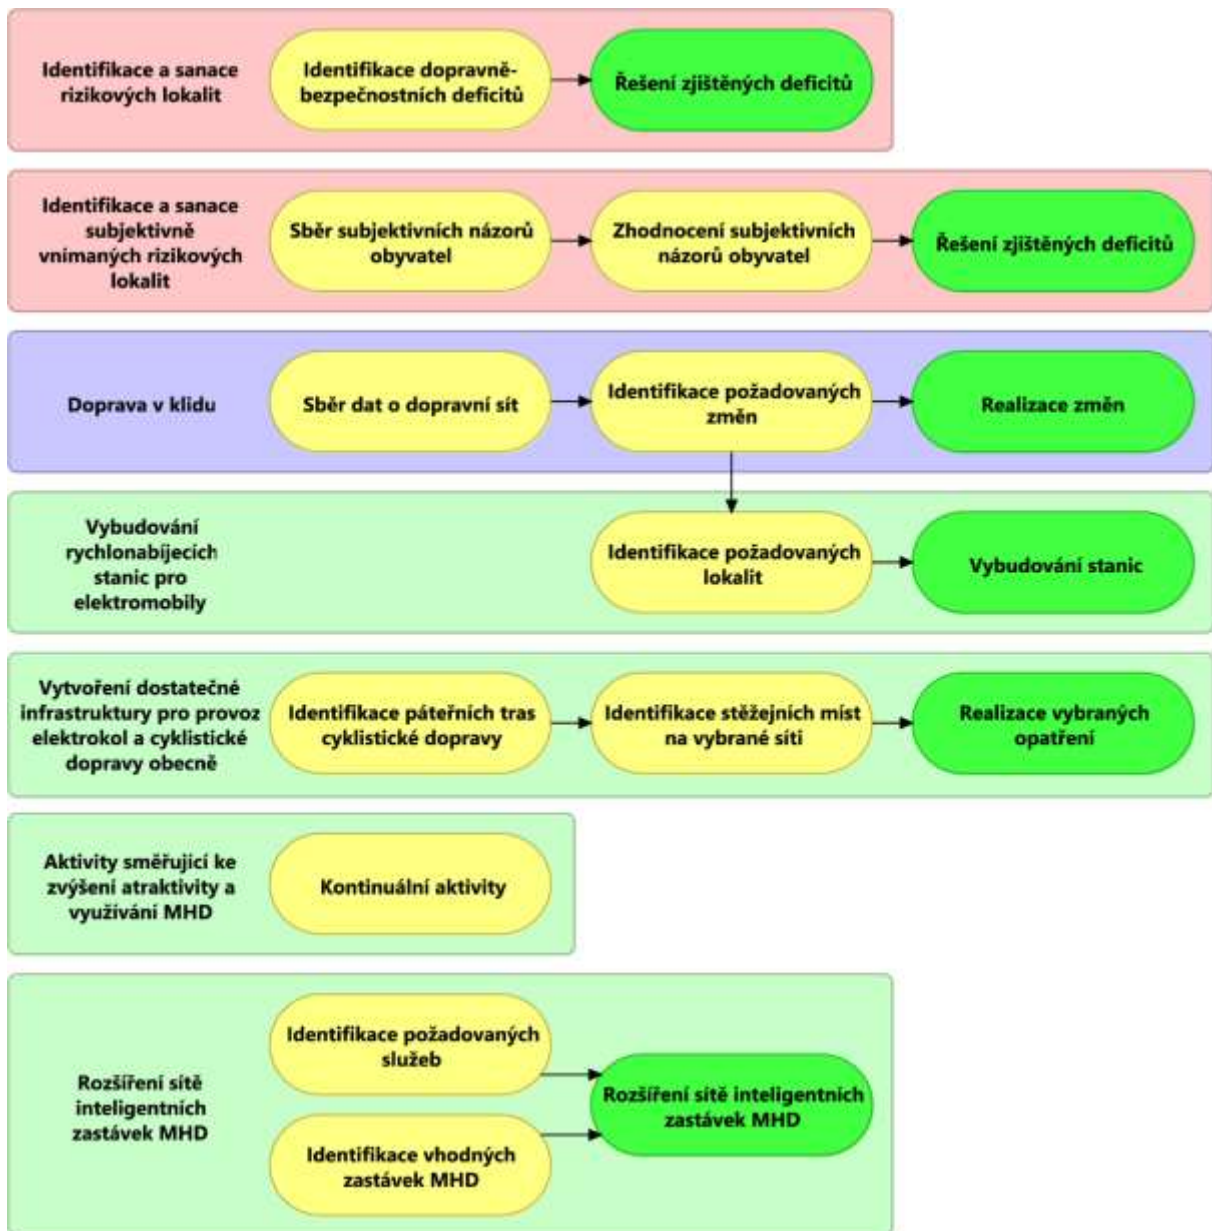 Identifikace a sanace
rizikových lokalit
Identifikace dopravně-
bezpečnostních deficitů
Řešení zjištěných deficitů
Identifikace a sanace
subjektivně
vnímaných rizikových
lokalit
Sběr subjektivních názorů
obyvatel
Zhodnocení subjektivních
názorů obyvatel
Řešení zjištěných deficitů
Doprava v klidu
Sběr dat o dopravní sít
Identifikace požadovaných
změn
Realizace změn
Vybudování
rychlonabíjecích
stanic pro
elektromobily
Identifikace požadovaných
lokalit
Vybudování stanic
Vytvoření dostatečné
infrastruktury pro provoz
elektrokol a cyklistické
dopravy obecně
Identifikace páteřních tras
cyklistické dopravy
Identifikace stěžejních míst
na vybrané síti
Realizace vybraných
opatření
Aktivity směřující ke
zvýšení atraktivity a
využívání MHD
Kontinuální aktivity
Rozšíření sítě
inteligentních
zastávek MHD
Identifikace požadovaných
služeb
Identifikace vhodných
zastávek MHD
Rozšíření sítě inteligentních
zastávek MHD